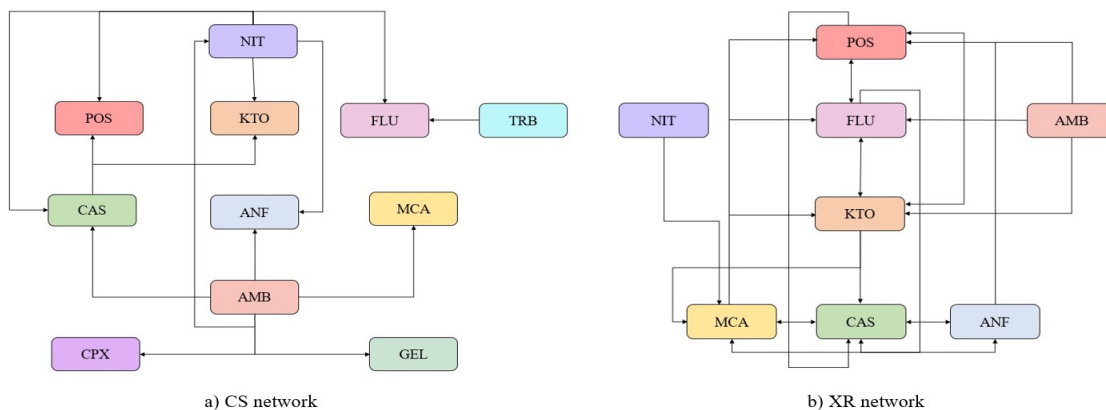 NIT
POS
KTO
FLU
TRB
CAS
ANF
MCA
AMB
CPX
GEL
a) CS network
POS
NIT
FLU
AMB
KTO
MCA
CAS
ANF
b) XR network